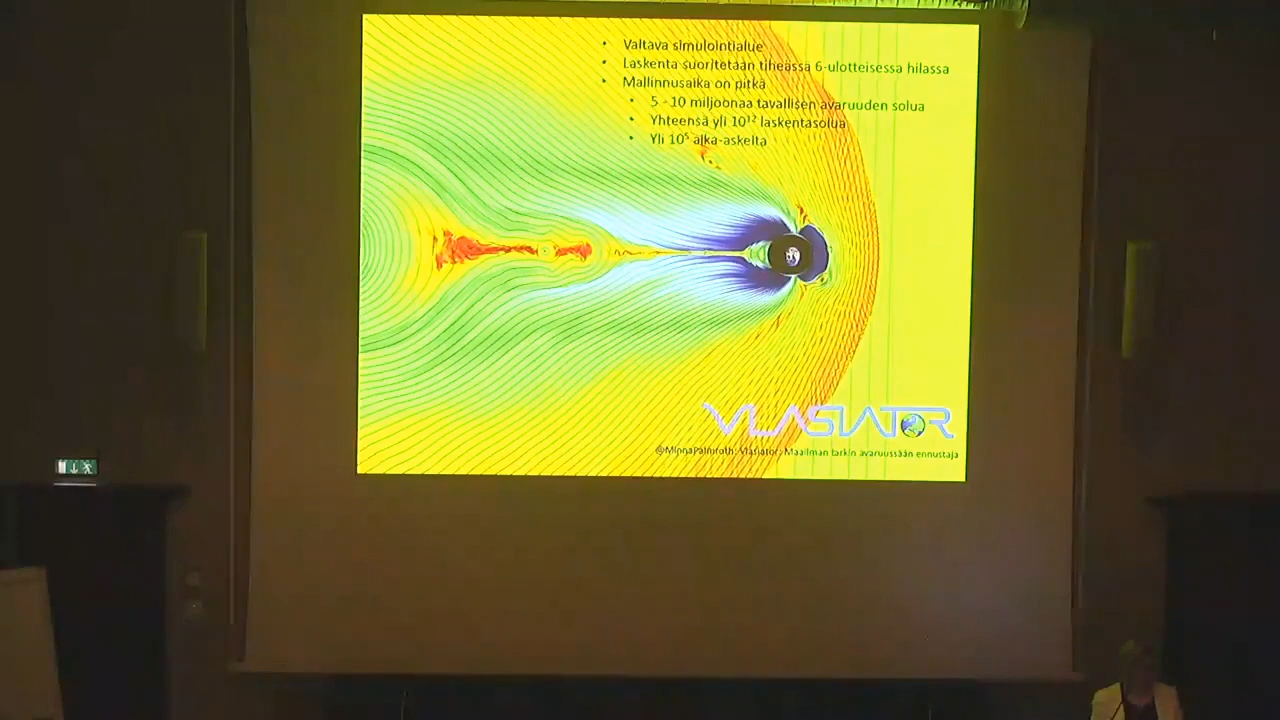 • Valtava simulointialue
• Laskenta suoritetaan tiheässä 6-ulotteisessa hilassa
• Mallinnusaika on pitkä
• 5 - 10 miljoonaa tavallisen avaruuden solua
• Yhteensä yli 10¹² laskentasolua
• Yli 10⁵ aika-askelta
VLASIATOR
@MinnaPalmroth: Vlasiator: Maailman tarkin avaruussään ennustaja